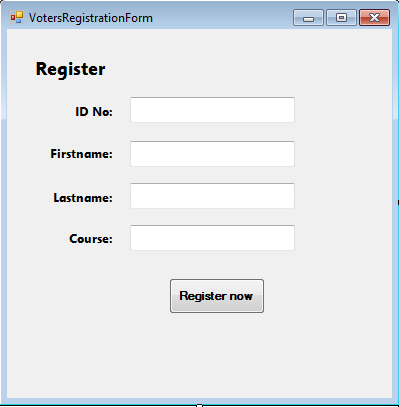 VotersRegistrationForm
Register
ID No:
Firstname:
Lastname:
Course:
Register now